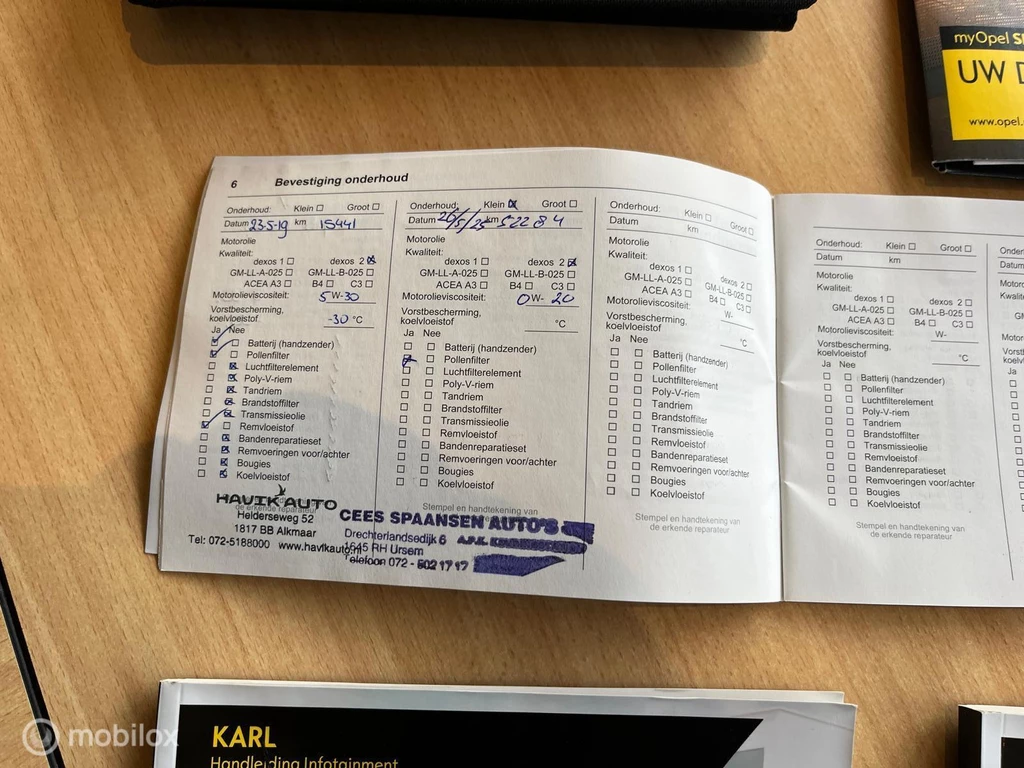 myOpel
UW
www.opel.
6 Bevestiging onderhoud
Onderhoud: Klein ☐ Groot ☐
Datum 23-5-19 km 15441
Motorolie
Kwaliteit:
dexos 1 ☐ dexos 2 ☒
GM-LL-A-025 ☐ GM-LL-B-025 ☐
ACEA A3 ☐ B4 ☐ C3 ☐
Motorolieviscositeit: 5 W-30
Vorstbescherming,
koelvloeistof -30 °C
Ja Nee
Batterij (handzender)
Pollenfilter
Luchtfilterelement
Poly-V-riem
Tandriem
Brandstoffilter
Transmissieolie
Remvloeistof
Bandenreparatieset
Remvoeringen voor/achter
Bougies
Koelvloeistof
HAVIK AUTO
Helderseweg 52
1817 BB Alkmaar
Tel: 072-5188000 www.havikauto.nl
Onderhoud: Klein ☒ Groot ☐
Datum 26/5/25 km 52284
Motorolie
Kwaliteit:
dexos 1 ☐ dexos 2 ☒
GM-LL-A-025 ☐ GM-LL-B-025 ☐
ACEA A3 ☐ B4 ☐ C3 ☐
Motorolieviscositeit: 0W- 20
Vorstbescherming,
koelvloeistof °C
Ja Nee
Batterij (handzender)
Pollenfilter
Luchtfilterelement
Poly-V-riem
Tandriem
Brandstoffilter
Transmissieolie
Remvloeistof
Bandenreparatieset
Remvoeringen voor/achter
Bougies
Koelvloeistof
CEES SPAANSEN AUTO'S
Drechterlandsedijk 6
1645 RH Ursem
Telefoon 072 - 502 17 17
Onderhoud: Klein ☐ Groot ☐
Datum km
Motorolie
Kwaliteit:
dexos 1 ☐ dexos 2 ☐
GM-LL-A-025 ☐ GM-LL-B-025 ☐
ACEA A3 ☐ B4 ☐ C3 ☐
Motorolieviscositeit: W-
Vorstbescherming,
koelvloeistof °C
Ja Nee
Batterij (handzender)
Pollenfilter
Luchtfilterelement
Poly-V-riem
Tandriem
Brandstoffilter
Transmissieolie
Remvloeistof
Bandenreparatieset
Remvoeringen voor/achter
Bougies
Koelvloeistof
Stempel en handtekening van
de erkende reparateur
Onderhoud: Klein ☐ Groot ☐
Datum km
Motorolie
Kwaliteit:
dexos 1 ☐ dexos 2 ☐
GM-LL-A-025 ☐ GM-LL-B-025 ☐
ACEA A3 ☐ B4 ☐ C3 ☐
Motorolieviscositeit: W-
Vorstbescherming,
koelvloeistof °C
Ja Nee
Batterij (handzender)
Pollenfilter
Luchtfilterelement
Poly-V-riem
Tandriem
Brandstoffilter
Transmissieolie
Remvloeistof
Bandenreparatieset
Remvoeringen voor/achter
Bougies
Koelvloeistof
Stempel en handtekening van
de erkende reparateur
KARL
Handleiding Infotainment
mobilox